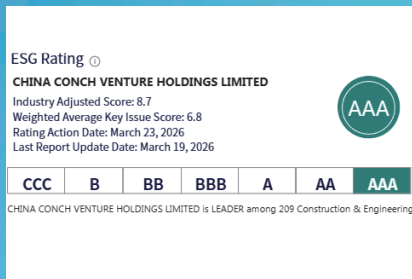 ESG Rating
CHINA CONCH VENTURE HOLDINGS LIMITED
Industry Adjusted Score: 8.7
Weighted Average Key Issue Score: 6.8
Rating Action Date: March 23, 2026
Last Report Update Date: March 19, 2026
AAA
CCC B BB BBB A AA AAA
CHINA CONCH VENTURE HOLDINGS LIMITED is LEADER among 209 Construction & Engineering